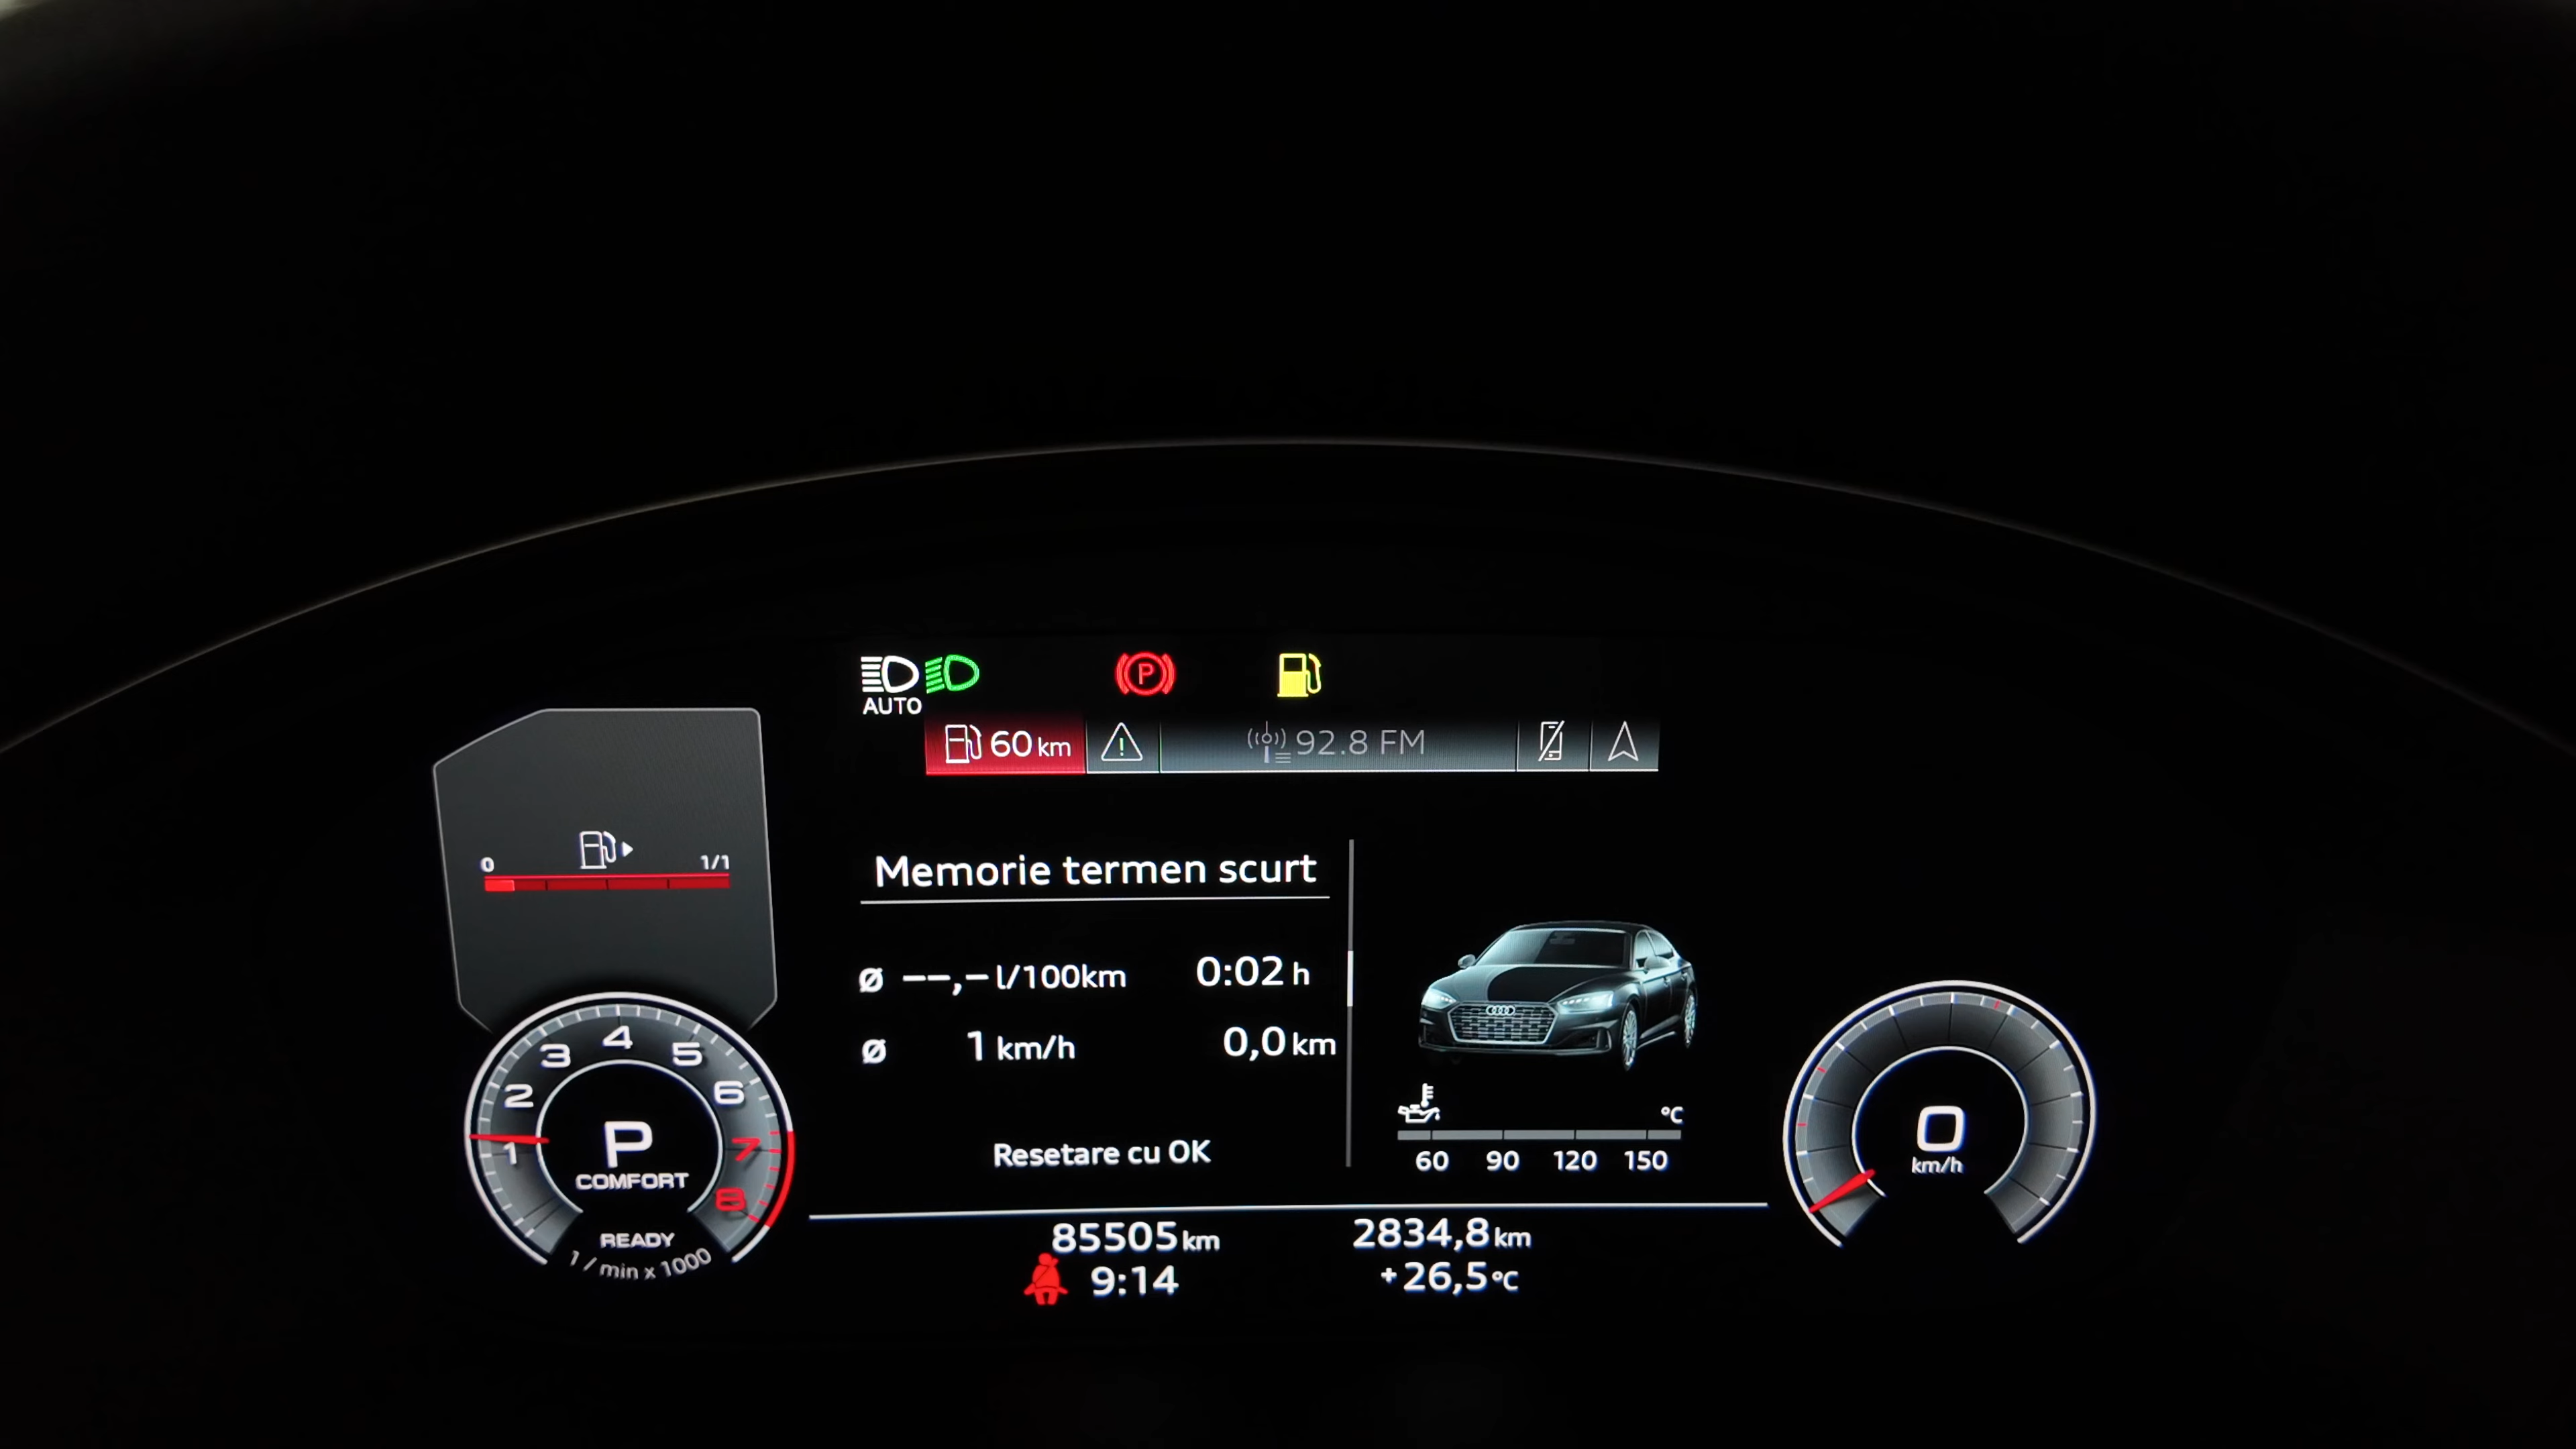 AUTO
60 km
92.8 FM
0 1/1
Memorie termen scurt
ø --,- l/100km 0:02 h
ø 1 km/h 0,0 km
Resetare cu OK
°C
60 90 120 150
1 2 3 4 5 6 7 8
P
COMFORT
READY
1 / min x 1000
0
km/h
85505 km 2834,8 km
9:14 +26,5 °C